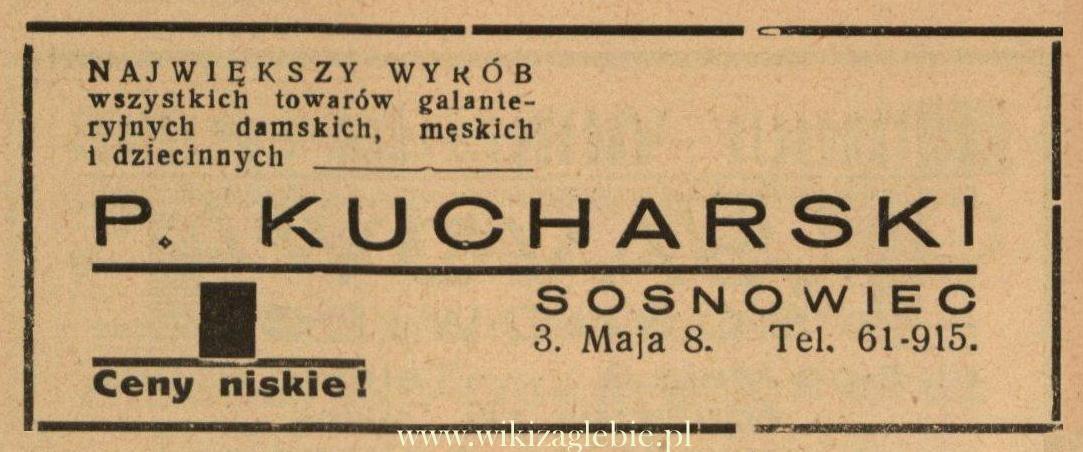 NAJWIĘKSZY WYRÓB
wszystkich towarów galante-
ryjnych damskich, męskich
i dziecinnych
P. KUCHARSKI
SOSNOWIEC
3. Maja 8. Tel. 61-915.
Ceny niskie!
www.wikizaglebie.pl